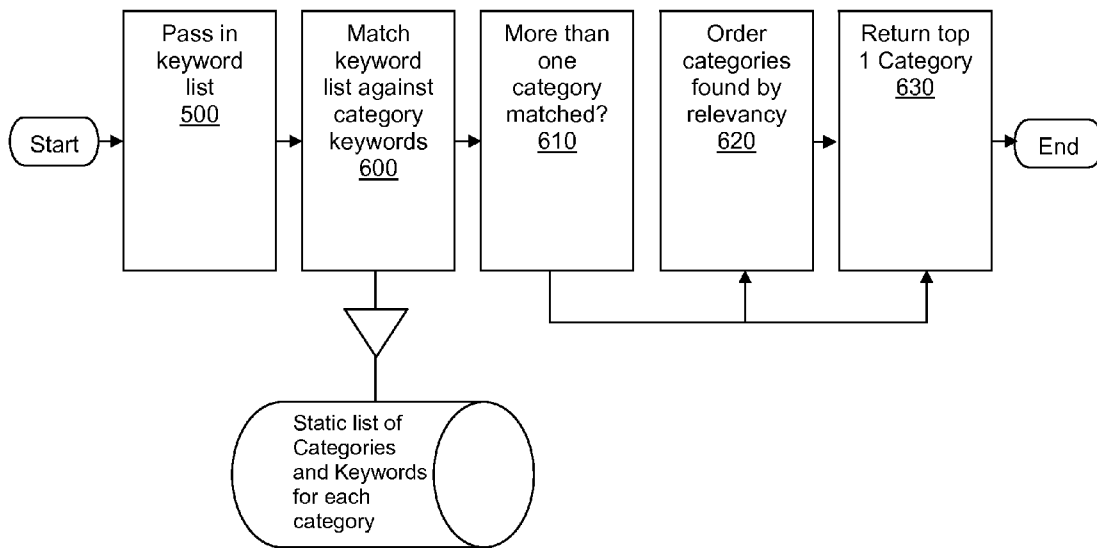 Start
Pass in
keyword
list
500
Match
keyword
list against
category
keywords
600
More than
one
category
matched?
610
Order
categories
found by
relevancy
620
Return top
1 Category
630
End
Static list of
Categories
and Keywords
for each
category